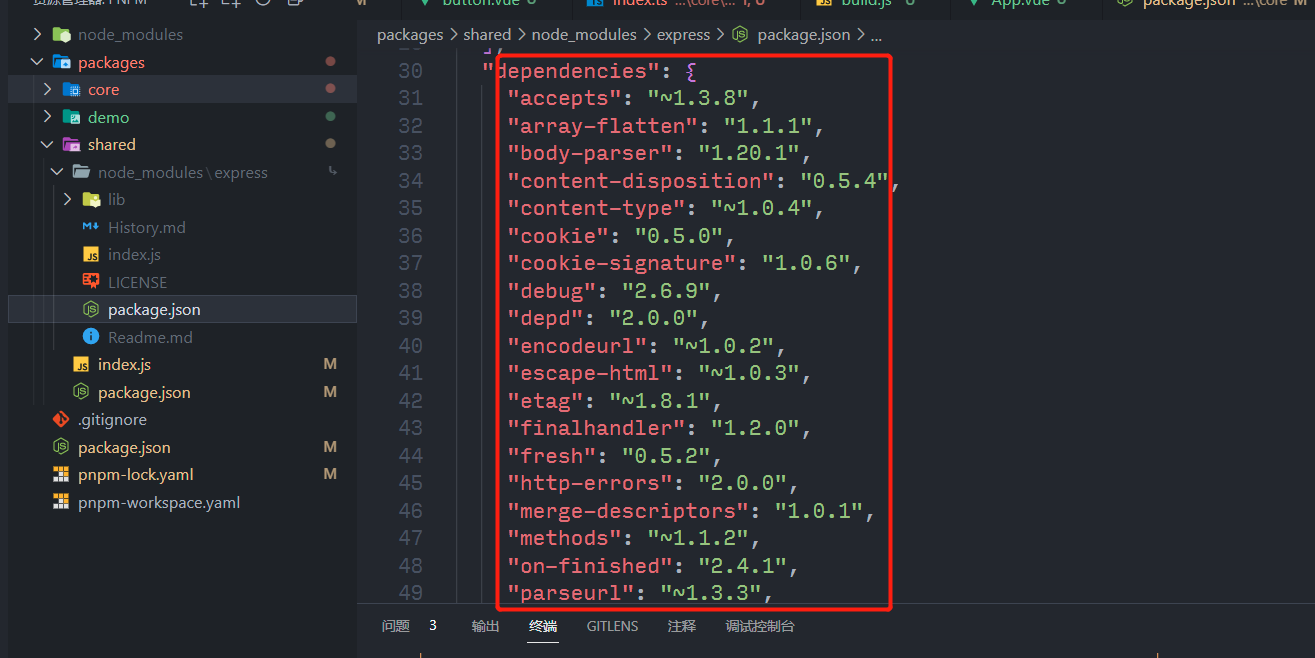 资源管理器: PNPM
button.vue
index.ts ...\core\... 1, U
build.js U
App.vue
package.json ...\core M
node_modules
packages
core
demo
shared
node_modules\express
lib
History.md
index.js
LICENSE
package.json
Readme.md
index.js M
package.json M
.gitignore
package.json M
pnpm-lock.yaml M
pnpm-workspace.yaml
packages > shared > node_modules > express > package.json > ...
30 "dependencies": {
31 "accepts": "~1.3.8",
32 "array-flatten": "1.1.1",
33 "body-parser": "1.20.1",
34 "content-disposition": "0.5.4",
35 "content-type": "~1.0.4",
36 "cookie": "0.5.0",
37 "cookie-signature": "1.0.6",
38 "debug": "2.6.9",
39 "depd": "2.0.0",
40 "encodeurl": "~1.0.2",
41 "escape-html": "~1.0.3",
42 "etag": "~1.8.1",
43 "finalhandler": "1.2.0",
44 "fresh": "0.5.2",
45 "http-errors": "2.0.0",
46 "merge-descriptors": "1.0.1",
47 "methods": "~1.1.2",
48 "on-finished": "2.4.1",
49 "parseurl": "~1.3.3",
问题 3 输出 终端 GITLENS 注释 调试控制台